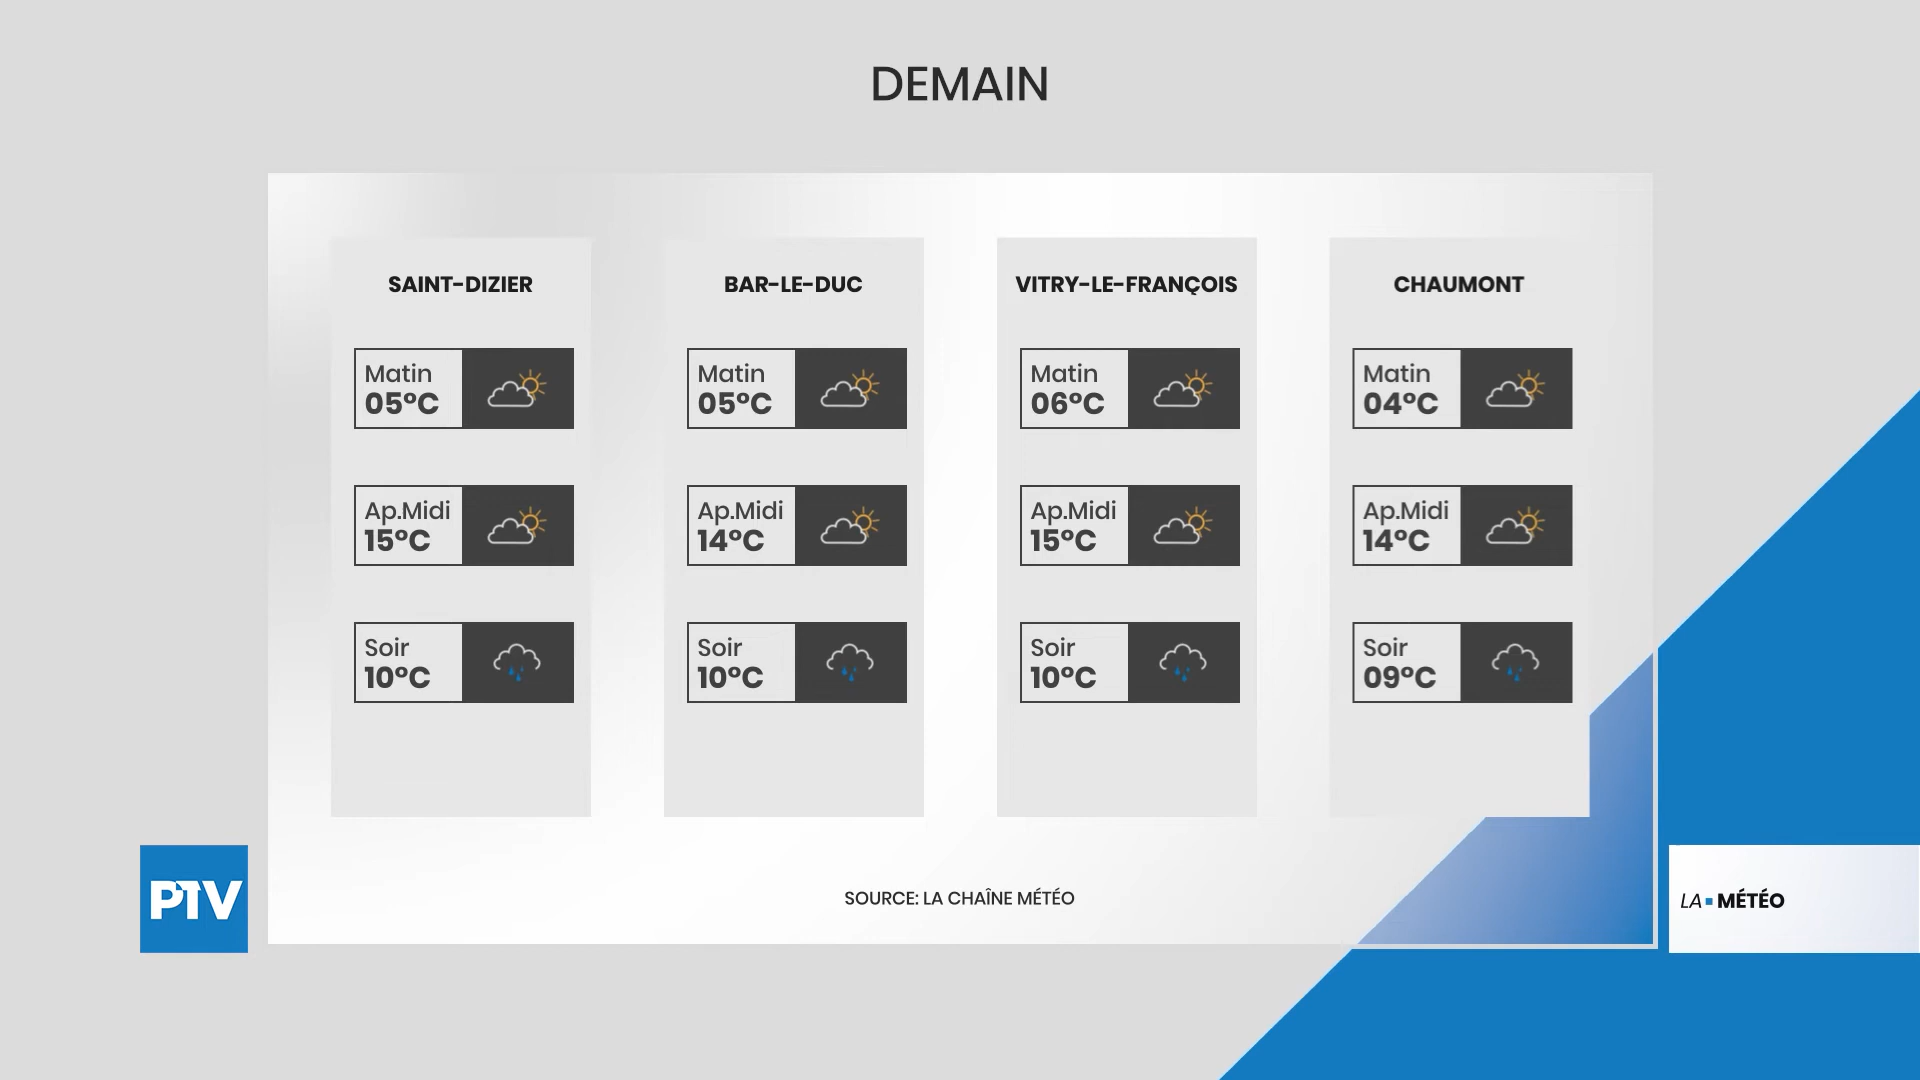 DEMAIN
SAINT-DIZIER
Matin
05°C
Ap.Midi
15°C
Soir
10°C
BAR-LE-DUC
Matin
05°C
Ap.Midi
14°C
Soir
10°C
VITRY-LE-FRANÇOIS
Matin
06°C
Ap.Midi
15°C
Soir
10°C
CHAUMONT
Matin
04°C
Ap.Midi
14°C
Soir
09°C
SOURCE: LA CHAÎNE MÉTÉO
PTV
LA MÉTÉO